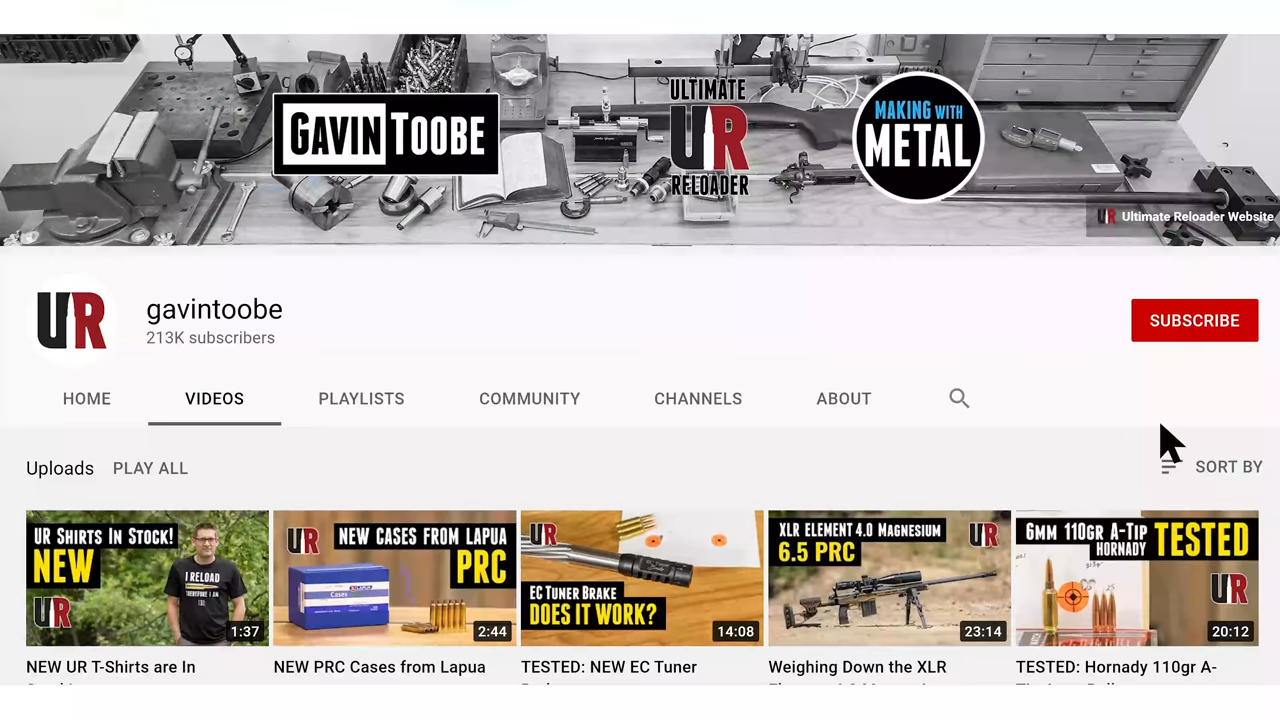 GAVIN TOOBE
ULTIMATE
UR
RELOADER
MAKING WITH
METAL
UR Ultimate Reloader Website
UR
gavintoobe
213K subscribers
SUBSCRIBE
HOME VIDEOS PLAYLISTS COMMUNITY CHANNELS ABOUT
Uploads PLAY ALL
SORT BY
UR SHIRTS IN STOCK!
NEW
UR
I RELOAD
THEREFORE I AM
1:37
UR
NEW CASES FROM LAPUA
PRC
Cases
2:44
UR
EC TUNER BRAKE
DOES IT WORK?
14:08
XLR ELEMENT 4.0 MAGNESIUM
6.5 PRC
UR
23:14
6MM 110GR A-TIP
HORNADY TESTED
UR
20:12
NEW UR T-Shirts are In
NEW PRC Cases from Lapua
TESTED: NEW EC Tuner
Weighing Down the XLR
TESTED: Hornady 110gr A-